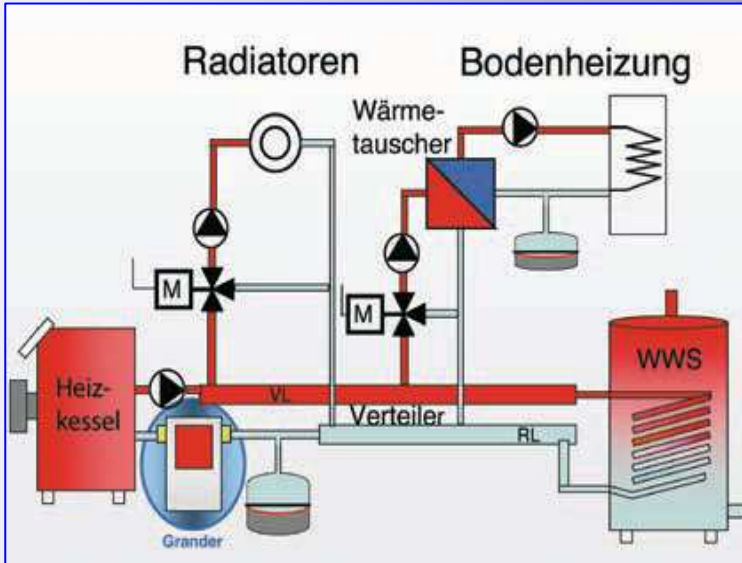 Radiatoren
Bodenheizung
Wärme-
tauscher
M
M
Heiz-
kessel
VL
Verteiler
RL
WWS
Grander